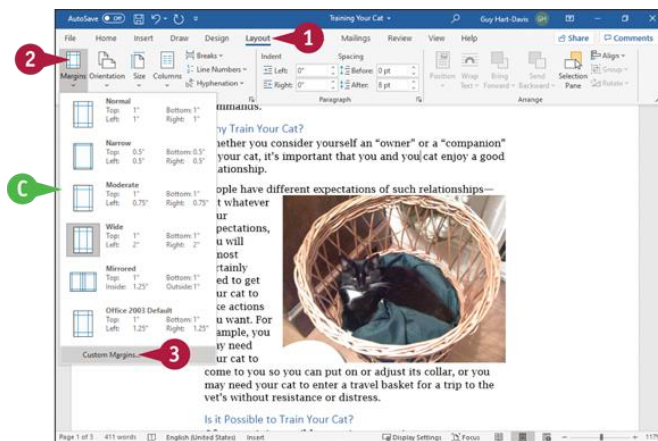 AutoSave Off
Training Your Cat
Guy Hart-Davis GH
File Home Insert Draw Design Layout Mailings Review View Help Share Comments
1
2
Margins Orientation Size Columns
Breaks
Line Numbers
Hyphenation
Indent
Left: 0"
Right: 0"
Spacing
Before: 0 pt
After: 8 pt
Position Wrap Text Bring Forward Send Backward Selection Pane
Align
Group
Rotate
Paragraph
Arrange
Normal
Top: 1" Bottom: 1"
Left: 1" Right: 1"
Narrow
Top: 0.5" Bottom: 0.5"
Left: 0.5" Right: 0.5"
C
Moderate
Top: 1" Bottom: 1"
Left: 0.75" Right: 0.75"
Wide
Top: 1" Bottom: 1"
Left: 2" Right: 2"
Mirrored
Top: 1" Bottom: 1"
Inside: 1.25" Outside: 1"
Office 2003 Default
Top: 1" Bottom: 1"
Left: 1.25" Right: 1.25"
Custom Margins...
3
hy Train Your Cat?
hether you consider yourself an “owner” or a “companion”
your cat, it’s important that you and you cat enjoy a good
ationship.
ople have different expectations of such relationships—
t whatever
ur
pectations,
u will
most
rtainly
ed to get
ur cat to
ke actions
u want. For
ample, you
ay need
ur cat to
come to you so you can put on or adjust its collar, or you
may need your cat to enter a travel basket for a trip to the
vet’s without resistance or distress.
Is it Possible to Train Your Cat?
Page 1 of 3 411 words English (United States) Insert Display Settings Focus 117%